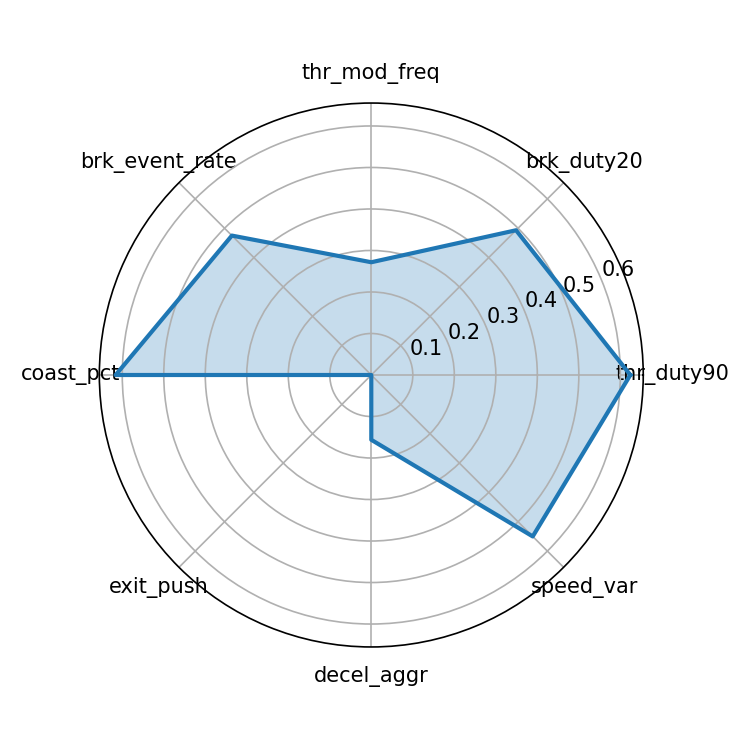 thr_mod_freq
brk_event_rate
brk_duty20
0.6
0.5
0.4
0.3
0.2
0.1
coast_pct
thr_duty90
exit_push
speed_var
decel_aggr